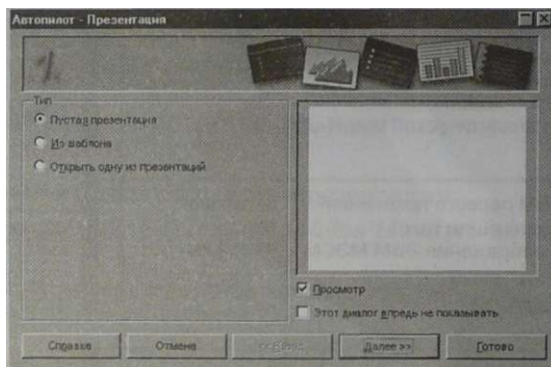 Автопилот - Презентация
1
Тип
Пустая презентация
Из шаблона
Открыть одну из презентаций
Просмотр
Этот диалог впредь не показывать
Справка
Отмена
<< Назад
Далее >>
Готово